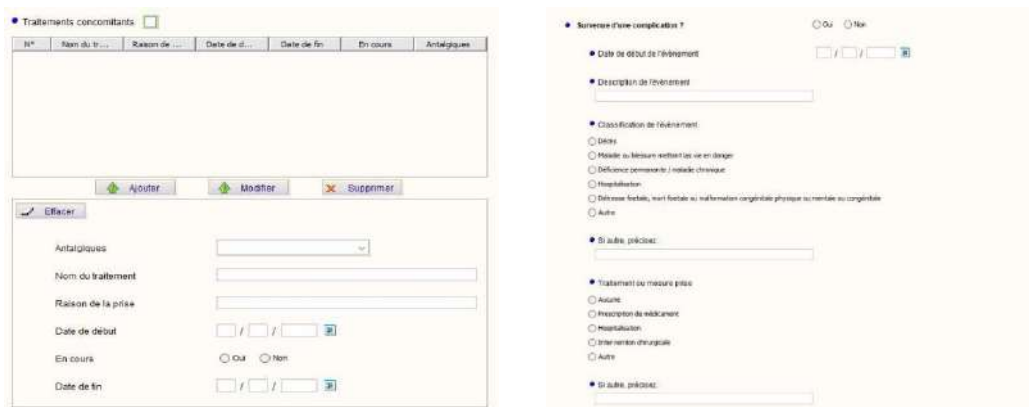 Traitements concomitants
N° Nom du tr... Raison de ... Date de d... Date de fin En cours Antalgiques
Ajouter Modifier Supprimer
Effacer
Antalgiques
Nom du traitement
Raison de la prise
Date de début / /
En cours Oui Non
Date de fin / /
Survenue d'une complication ? Oui Non
Date de début de l'évènement / /
Description de l'évènement
Classification de l'évènement
Décès
Maladie ou blessure mettant las vie en danger
Déficience permanente / maladie chronique
Hospitalisation
Détresse foetale, mort foetale ou malformation congénitale physique ou mentale ou congénitale
Autre
Si autre, précisez
Traitement ou mesure prise
Aucune
Prescription de médicament
Hospitalisation
Intervention chirurgicale
Autre
Si autre, précisez